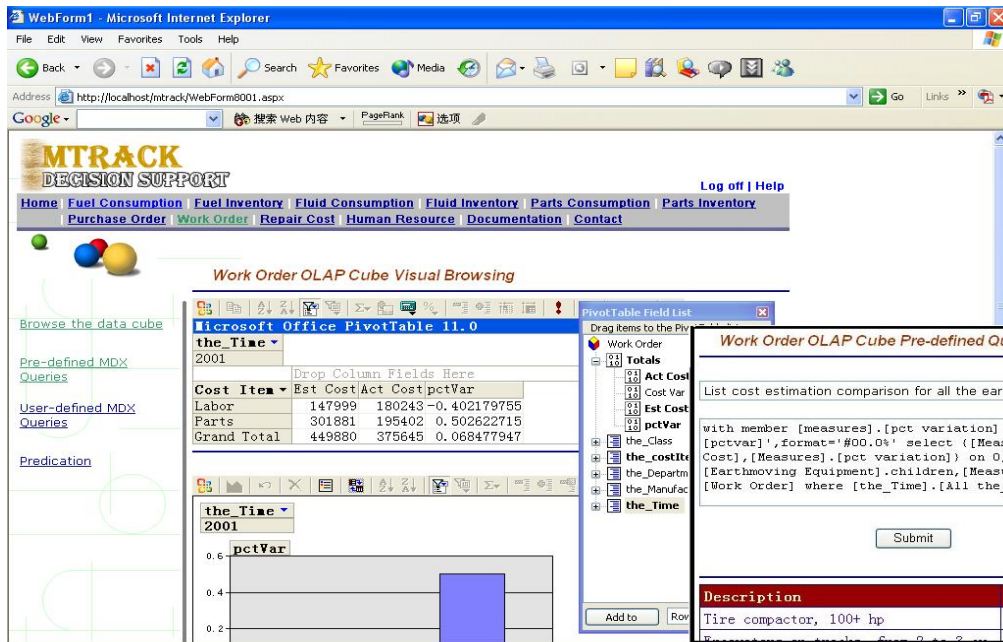 WebForm1 - Microsoft Internet Explorer
File Edit View Favorites Tools Help
Back Search Favorites Media
Address http://localhost/mtrack/WebForm8001.aspx Go Links »
Google 搜索 Web 内容 PageRank 选项
MTRACK
DECISION SUPPORT
Log off | Help
Home | Fuel Consumption | Fuel Inventory | Fluid Consumption | Fluid Inventory | Parts Consumption | Parts Inventory
| Purchase Order | Work Order | Repair Cost | Human Resource | Documentation | Contact
Work Order OLAP Cube Visual Browsing
Browse the data cube
Pre-defined MDX
Queries
User-defined MDX
Queries
Predication
Microsoft Office PivotTable 11.0
the_Time
2001
Drop Column Fields Here
Cost Item Est Cost Act Cost pctVar
Labor 147999 180243 -0.402179755
Parts 301881 195402 0.502622715
Grand Total 449880 375645 0.068477947
the_Time
2001
pctVar
0.6
0.4
0.2
PivotTable Field List
Drag items to the
Work Order
Totals
Act Cos
Cost Var
Est Cost
pctVar
the_Class
the_costIte
the_Departm
the_Manufac
the_Time
Add to Row
Work Order OLAP Cube Pre-defined Qu
List cost estimation comparison for all the ear
with member [measures].[pct variation]
[pctvar]',format='#00.0%' select {[Meas
Cost],[Measures].[pct variation]} on 0,
[Earthmoving Equipment].children,[Measu
[Work Order] where [the_Time].[All the_
Submit
Description
Tire compactor, 100+ hp